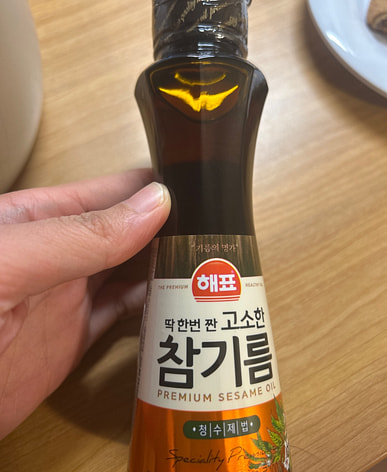 "기름의 명가"
해표
THE PREMIUM HEALTHY
딱 한번 짠 고소한
참기름
PREMIUM SESAME OIL
청수제법
Speciality